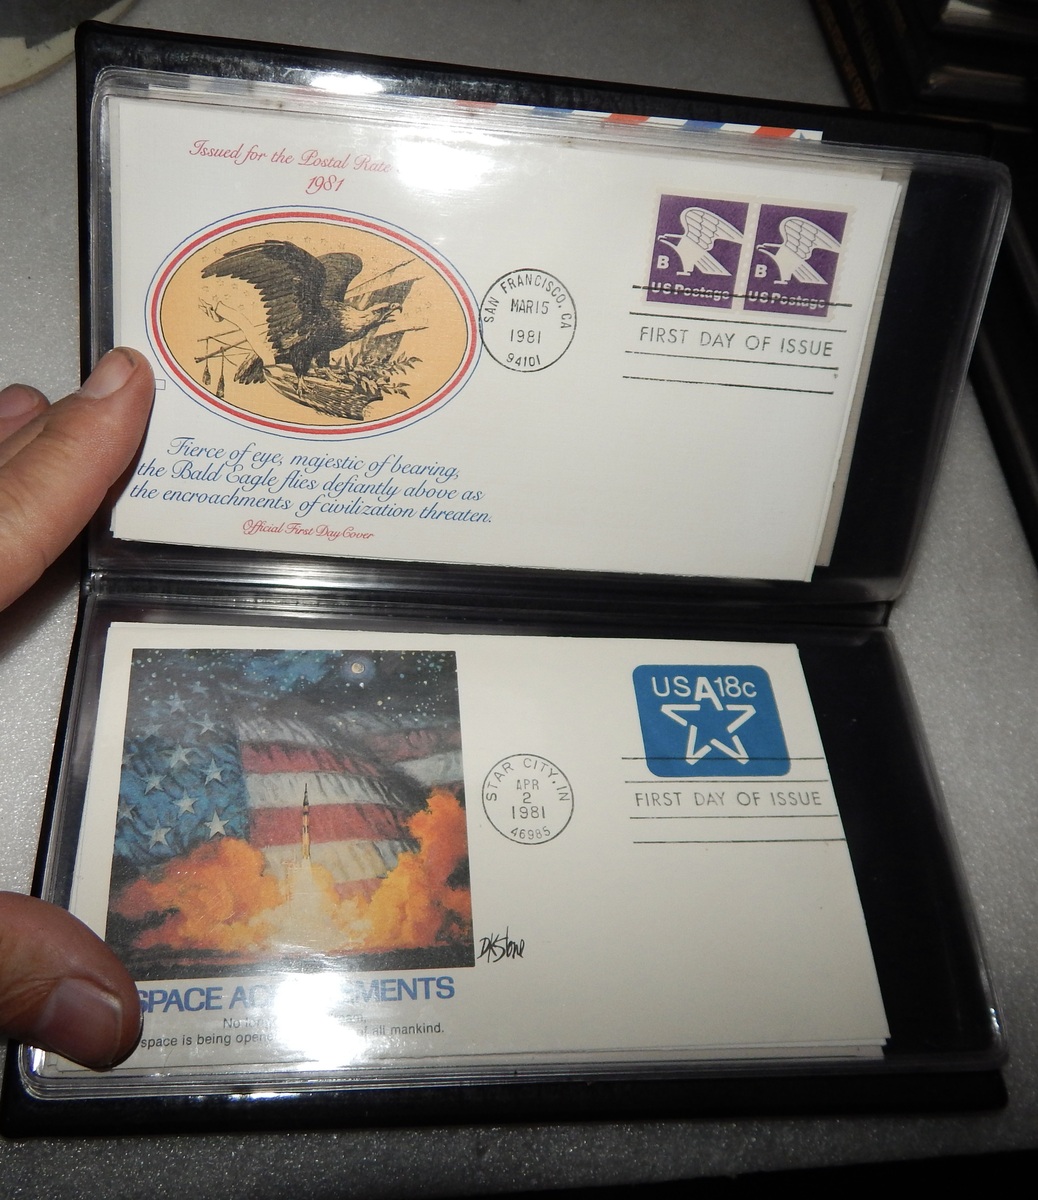 Issued for the Postal Rate
1981
B
US Postage
B
US Postage
SAN FRANCISCO, CA
MAR 15
1981
94101
FIRST DAY OF ISSUE
Fierce of eye, majestic of bearing,
the Bald Eagle flies defiantly above as
the encroachments of civilization threaten.
Official First Day Cover
USA 18c
STAR CITY, IN
APR
2
1981
46985
FIRST DAY OF ISSUE
DKStone
SPACE
MENTS
No
space is being of all mankind.